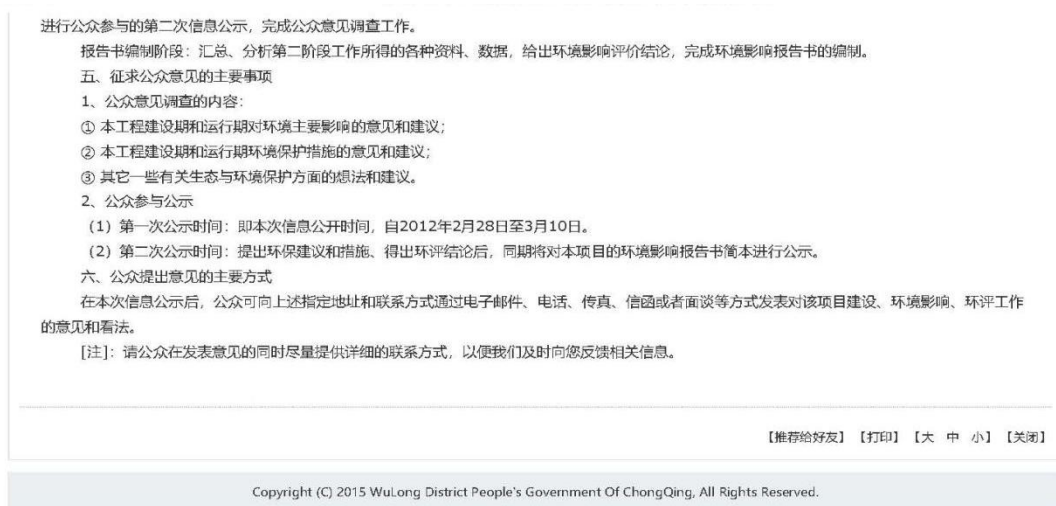 进行公众参与的第二次信息公示，完成公众意见调查工作。
报告书编制阶段：汇总、分析第二阶段工作所得的各种资料、数据，给出环境影响评价结论，完成环境影响报告书的编制。
五、征求公众意见的主要事项
1、公众意见调查的内容：
① 本工程建设期和运行期对环境主要影响的意见和建议；
② 本工程建设期和运行期环境保护措施的意见和建议；
③ 其它一些有关生态与环境保护方面的想法和建议。
2、公众参与公示
（1）第一次公示时间：即本次信息公开时间，自2012年2月28日至3月10日。
（2）第二次公示时间：提出环保建议和措施、得出环评结论后，同期将对本项目的环境影响报告书简本进行公示。
六、公众提出意见的主要方式
在本次信息公示后，公众可向上述指定地址和联系方式通过电子邮件、电话、传真、信函或者面谈等方式发表对该项目建设、环境影响、环评工作
的意见和看法。
[注]：请公众在发表意见的同时尽量提供详细的联系方式，以便我们及时向您反馈相关信息。
【推荐给好友】 【打印】 【大 中 小】 【关闭】
Copyright (C) 2015 WuLong District People's Government Of ChongQing, All Rights Reserved.